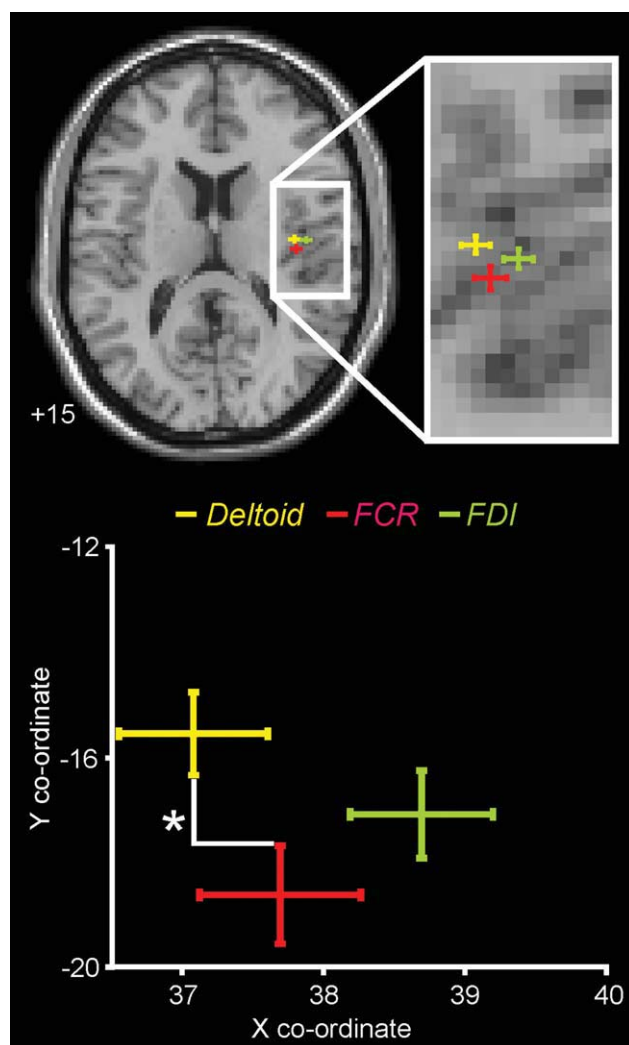 +15
Deltoid FCR FDI
-12
-16
-20
Y co-ordinate
*
37 38 39 40
X co-ordinate